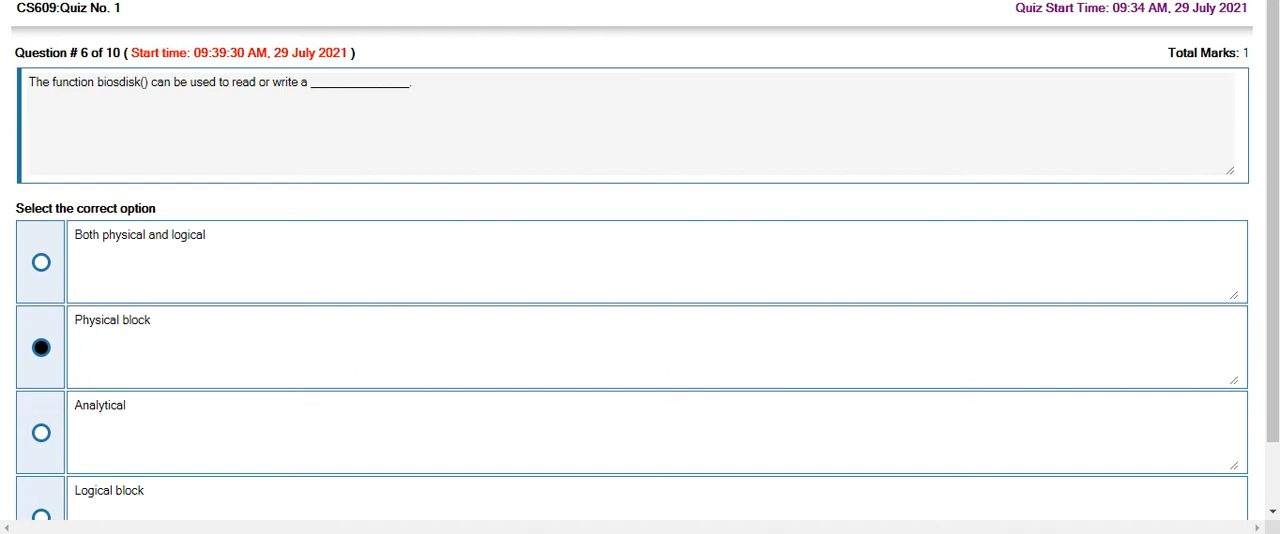 CS609:Quiz No. 1 Quiz Start Time: 09:34 AM, 29 July 2021
Question # 6 of 10 ( Start time: 09:39:30 AM, 29 July 2021 ) Total Marks: 1
The function biosdisk() can be used to read or write a ________________.
Select the correct option
Both physical and logical
Physical block
Analytical
Logical block